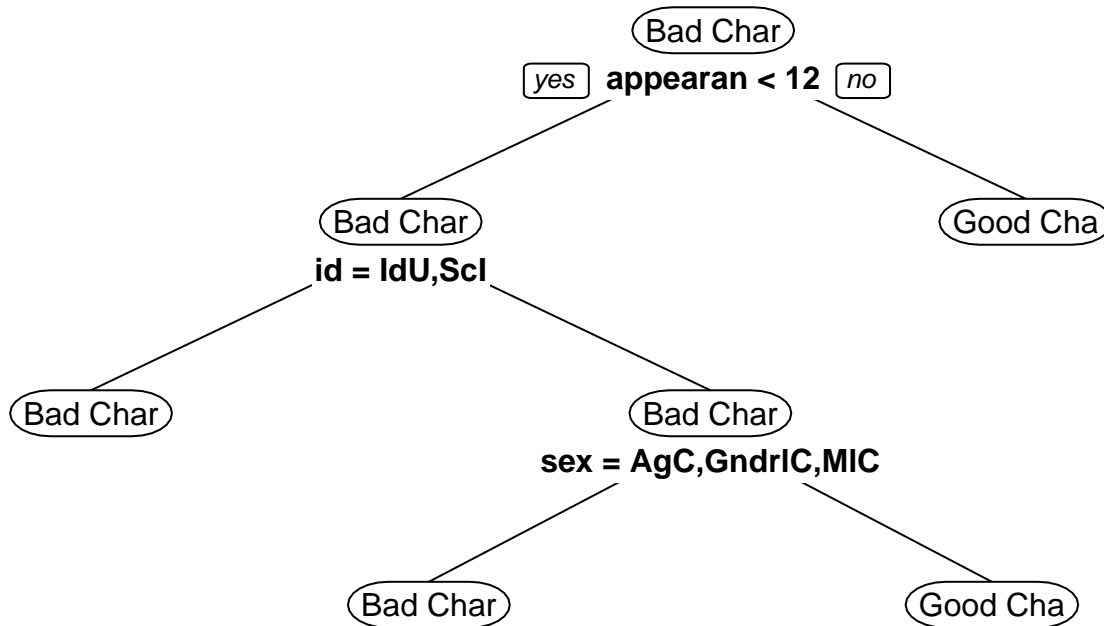 Bad Char
yes appearan < 12 no
Bad Char Good Cha
id = IdU,ScI
Bad Char Bad Char
sex = AgC,GndrlC,MlC
Bad Char Good Cha